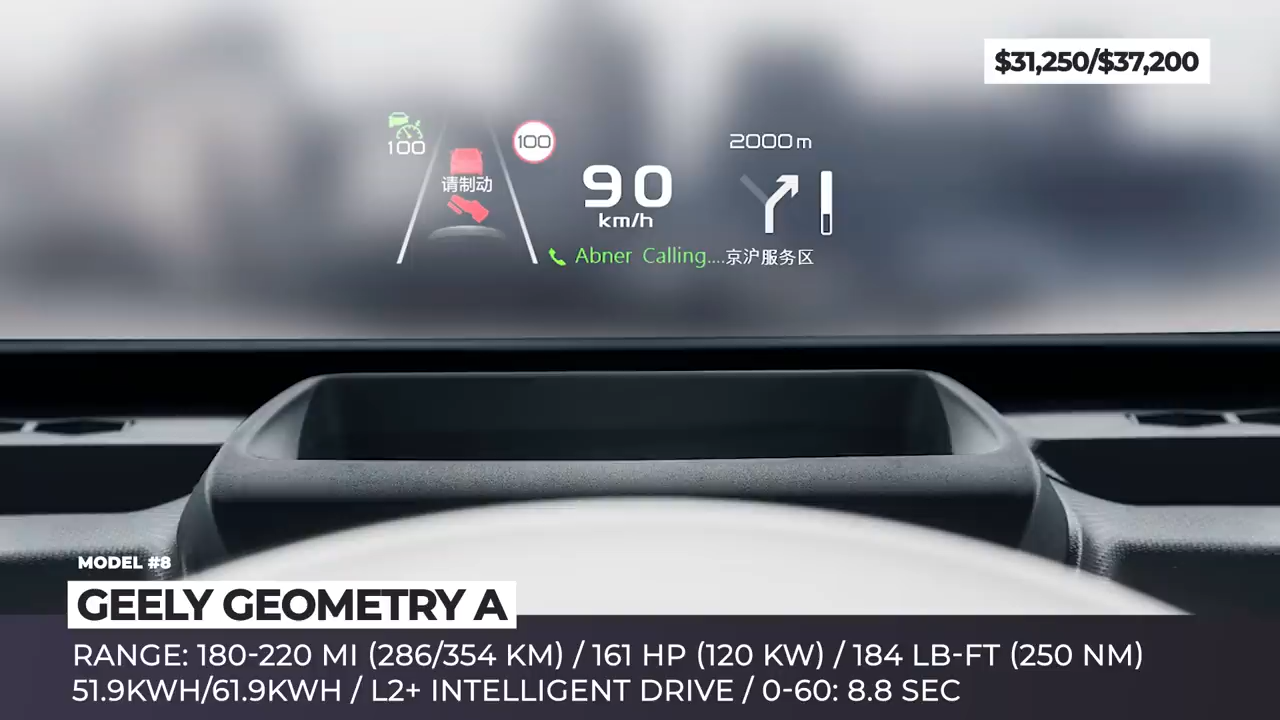 $31,250/$37,200
100
100
请制动
90
km/h
2000m
Abner Calling....京沪服务区
MODEL #8
GEELY GEOMETRY A
RANGE: 180-220 MI (286/354 KM) / 161 HP (120 KW) / 184 LB-FT (250 NM)
51.9KWH/61.9KWH / L2+ INTELLIGENT DRIVE / 0-60: 8.8 SEC